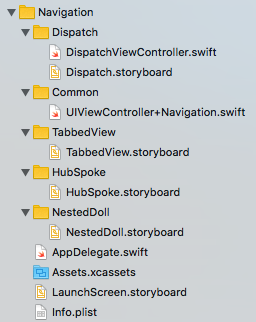 Navigation
Dispatch
DispatchViewController.swift
Dispatch.storyboard
Common
UIViewController+Navigation.swift
TabbedView
TabbedView.storyboard
HubSpoke
HubSpoke.storyboard
NestedDoll
NestedDoll.storyboard
AppDelegate.swift
Assets.xcassets
LaunchScreen.storyboard
Info.plist